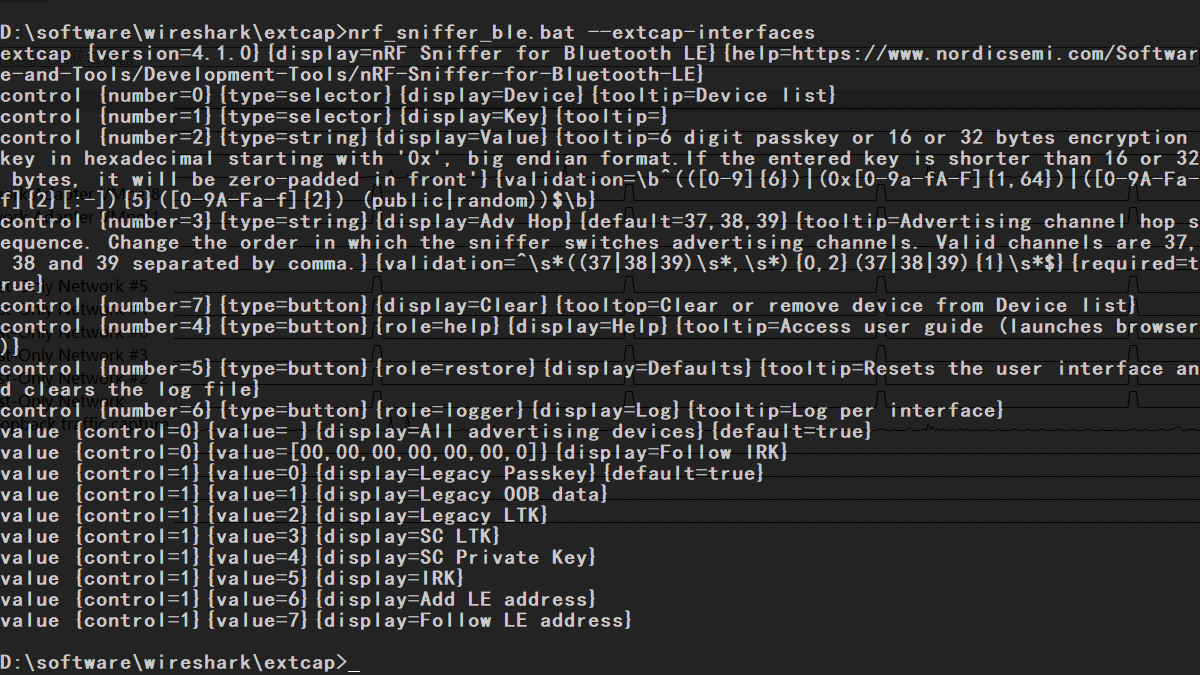 D:\software\wireshark\extcap>nrf_sniffer_ble.bat --extcap-interfaces
extcap {version=4.1.0}{display=nRF Sniffer for Bluetooth LE}{help=https://www.nordicsemi.com/Softwar
e-and-Tools/Development-Tools/nRF-Sniffer-for-Bluetooth-LE}
control {number=0}{type=selector}{display=Device}{tooltip=Device list}
control {number=1}{type=selector}{display=Key}{tooltip=}
control {number=2}{type=string}{display=Value}{tooltip=6 digit passkey or 16 or 32 bytes encryption
key in hexadecimal starting with '0x', big endian format.If the entered key is shorter than 16 or 32
 bytes, it will be zero-padded in front'}{validation=\b^(([0-9]{6})|(0x[0-9a-fA-F]{1,64})|([0-9A-Fa-
f]{2}[:-]){5}([0-9A-Fa-f]{2}) (public|random))$\b}
control {number=3}{type=string}{display=Adv Hop}{default=37,38,39}{tooltip=Advertising channel hop s
equence. Change the order in which the sniffer switches advertising channels. Valid channels are 37,
 38 and 39 separated by comma.}{validation=^\s*((37|38|39)\s*,\s*){0,2}(37|38|39){1}\s*$}{required=t
rue}
control {number=7}{type=button}{display=Clear}{tooltop=Clear or remove device from Device list}
control {number=4}{type=button}{role=help}{display=Help}{tooltip=Access user guide (launches browser
)}
control {number=5}{type=button}{role=restore}{display=Defaults}{tooltip=Resets the user interface an
d clears the log file}
control {number=6}{type=button}{role=logger}{display=Log}{tooltip=Log per interface}
value {control=0}{value= }{display=All advertising devices}{default=true}
value {control=0}{value=[00,00,00,00,00,00,0]}{display=Follow IRK}
value {control=1}{value=0}{display=Legacy Passkey}{default=true}
value {control=1}{value=1}{display=Legacy OOB data}
value {control=1}{value=2}{display=Legacy LTK}
value {control=1}{value=3}{display=SC LTK}
value {control=1}{value=4}{display=SC Private Key}
value {control=1}{value=5}{display=IRK}
value {control=1}{value=6}{display=Add LE address}
value {control=1}{value=7}{display=Follow LE address}
D:\software\wireshark\extcap>_